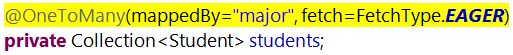 @OneToMany(mappedBy="major", fetch=FetchType.EAGER)
private Collection<Student> students;